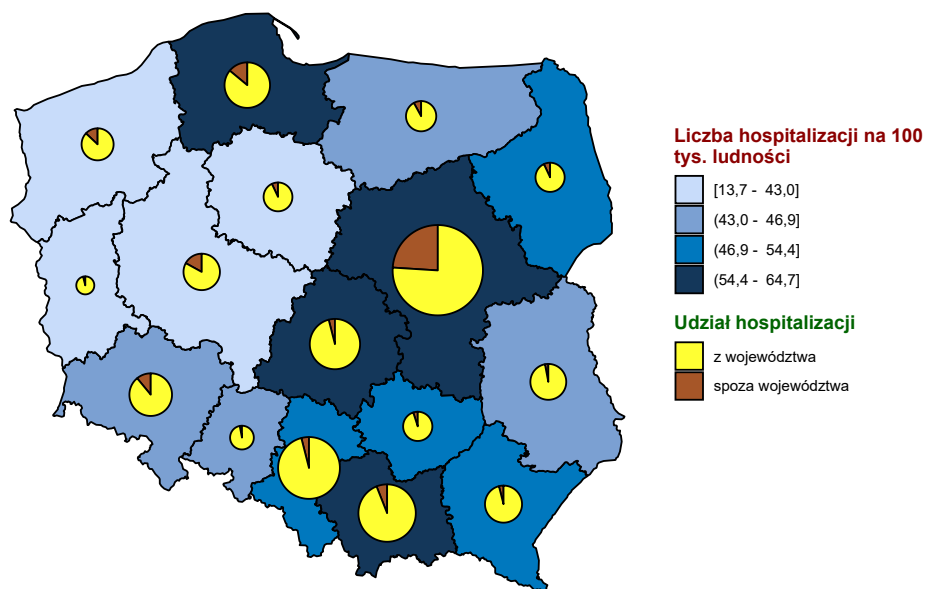 Liczba hospitalizacji na 100
tys. ludności
[13,7 - 43,0]
(43,0 - 46,9]
(46,9 - 54,4]
(54,4 - 64,7]
Udział hospitalizacji
z województwa
spoza województwa